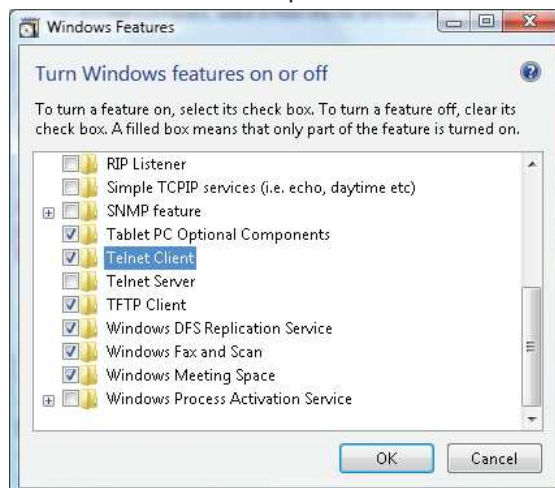 Windows Features
Turn Windows features on or off
To turn a feature on, select its check box. To turn a feature off, clear its
check box. A filled box means that only part of the feature is turned on.
RIP Listener
Simple TCPIP services (i.e. echo, daytime etc)
SNMP feature
Tablet PC Optional Components
Telnet Client
Telnet Server
TFTP Client
Windows DFS Replication Service
Windows Fax and Scan
Windows Meeting Space
Windows Process Activation Service
OK
Cancel